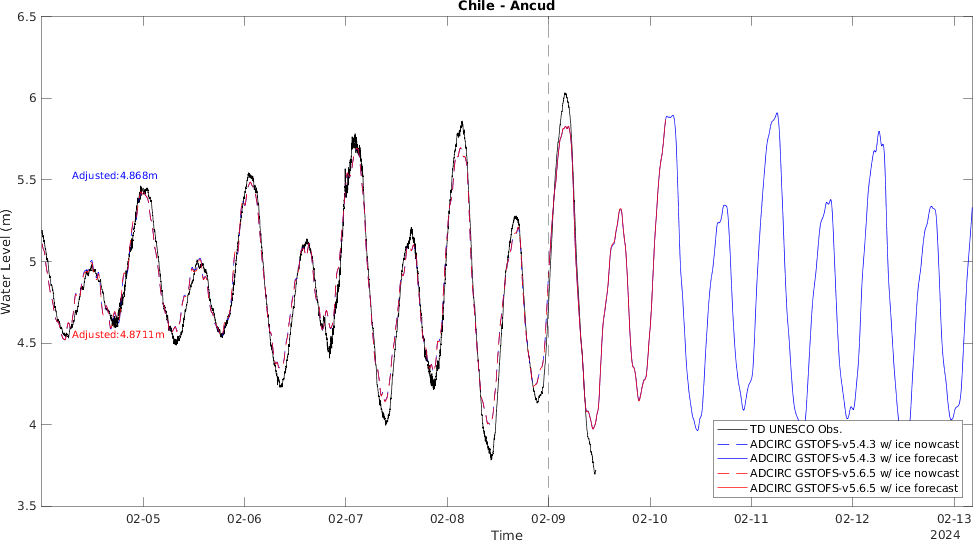 Chile - Ancud
6.5
6
5.5
5
4.5
4
3.5
Water Level (m)
Adjusted:4.868m
Adjusted:4.8711m
TD UNESCO Obs.
ADCIRC GSTOFS-v5.4.3 w/ ice nowcast
ADCIRC GSTOFS-v5.4.3 w/ ice forecast
ADCIRC GSTOFS-v5.6.5 w/ ice nowcast
ADCIRC GSTOFS-v5.6.5 w/ ice forecast
02-05 02-06 02-07 02-08 02-09 02-10 02-11 02-12 02-13
Time
2024